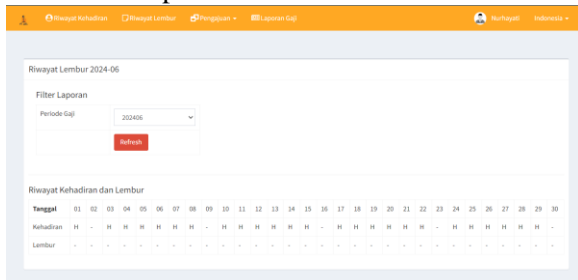 Riwayat Kehadiran Riwayat Lembur Pengajuan Laporan Gaji Nurhayati Indonesia
Riwayat Lembur 2024-06
Filter Laporan
Periode Gaji 202406
Refresh
Riwayat Kehadiran dan Lembur
Tanggal 01 02 03 04 05 06 07 08 09 10 11 12 13 14 15 16 17 18 19 20 21 22 23 24 25 26 27 28 29 30
Kehadiran H - H H H H H H - H H H H H H - H H H H H H - H H H H H H -
Lembur - - - - - - - - - - - - - - - - - - - - - - - - - - - - - -